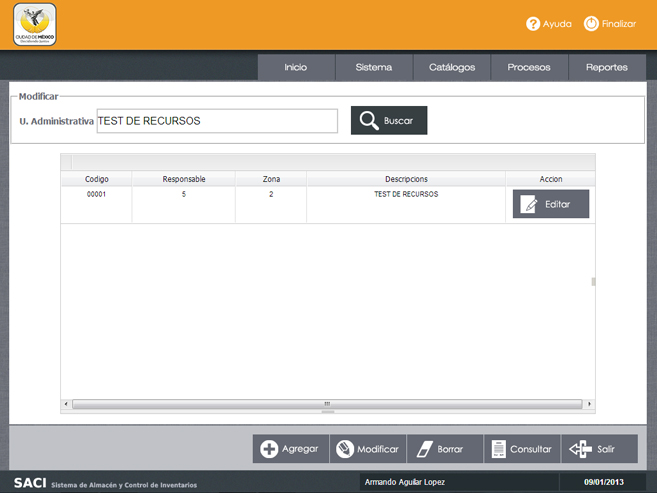 CIUDAD DE MÉXICO
Ayuda
Finalizar
Inicio
Sistema
Catálogos
Procesos
Reportes
Modificar
U. Administrativa TEST DE RECURSOS
Buscar
Codigo Responsable Zona Descripcions Accion
00001 5 2 TEST DE RECURSOS Editar
Agregar
Modificar
Borrar
Consultar
Salir
SACI Sistema de Almacén y Control de Inventarios
Armando Aguilar Lopez
09/01/2013